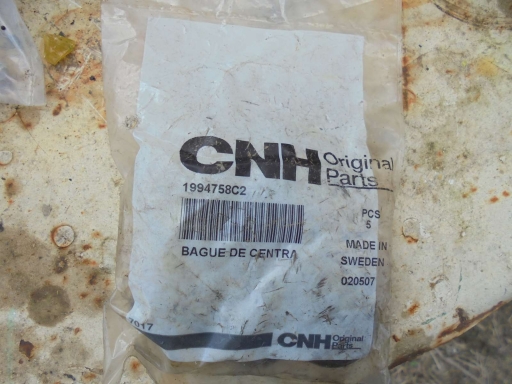 CNH Original Parts
1994758C2
PCS
5
BAGUE DE CENTRA
MADE IN
SWEDEN
020507
CNH Original Parts